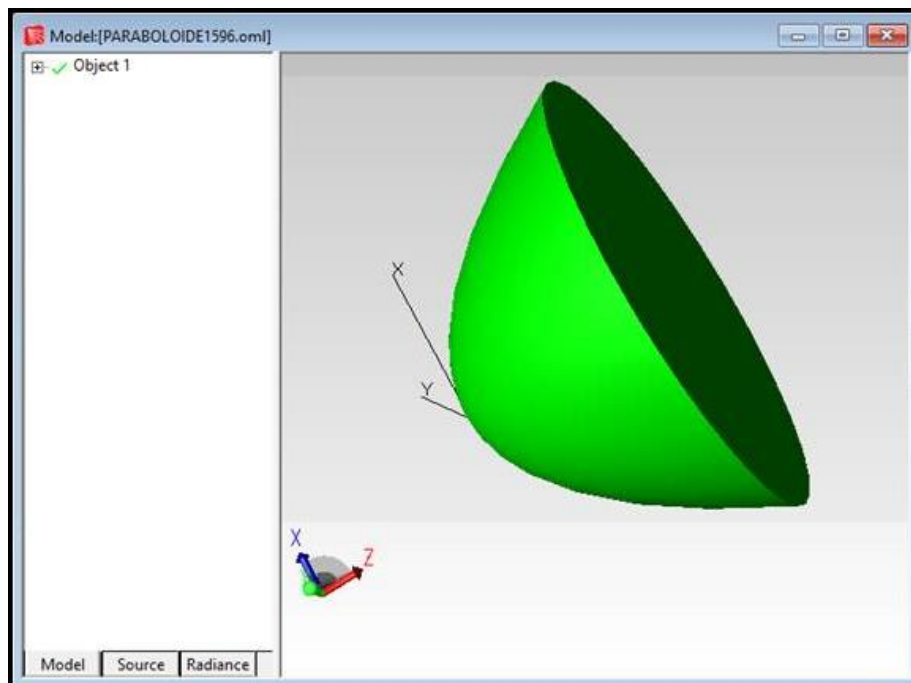 Model:[PARABOLOIDE1596.oml]
Object 1
X
Y
X
Z
Model Source Radiance